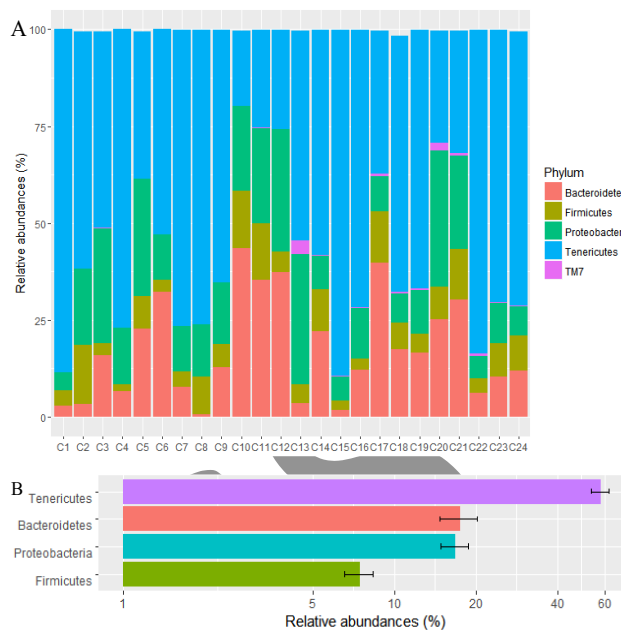 A
Relative abundances (%)
100
75
50
25
0
C1 C2 C3 C4 C5 C6 C7 C8 C9 C10 C11 C12 C13 C14 C15 C16 C17 C18 C19 C20 C21 C22 C23 C24
Phylum
Bacteroidete
Firmicutes
Proteobacter
Tenericutes
TM7
B
Tenericutes
Bacteroidetes
Proteobacteria
Firmicutes
1 5 10 20 40 60
Relative abundances (%)